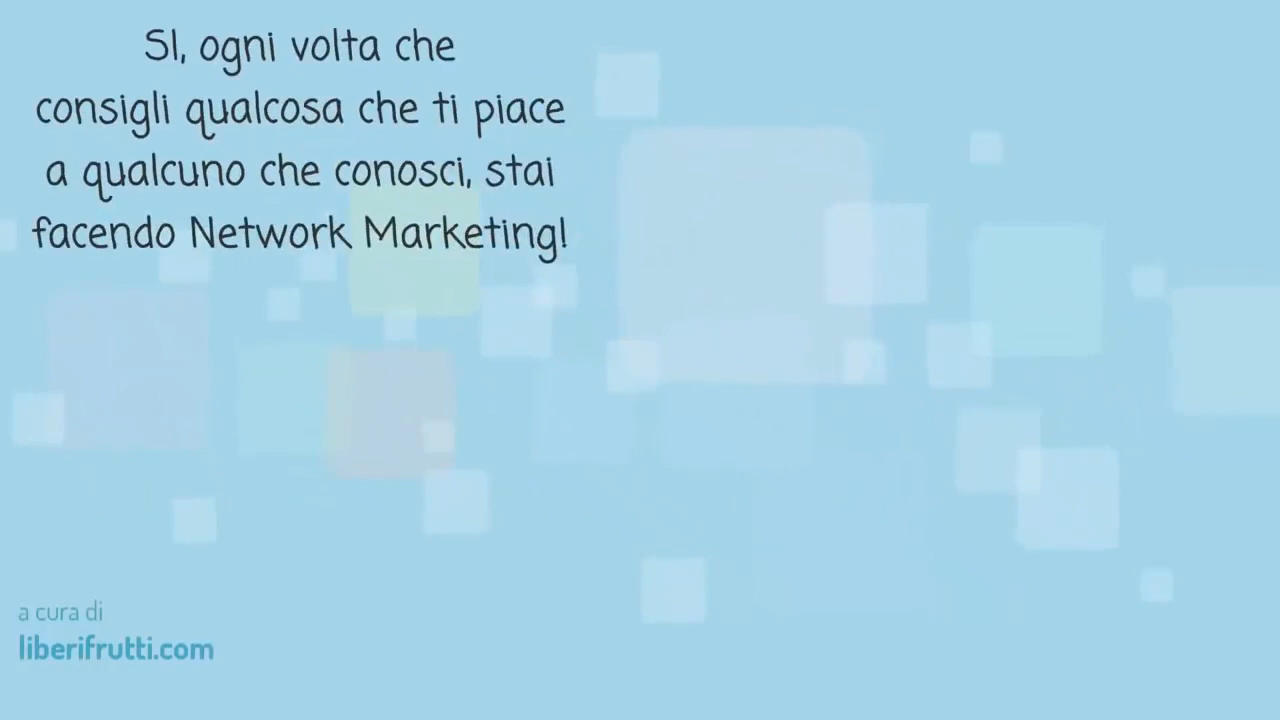 SI, ogni volta che
consigli qualcosa che ti piace
a qualcuno che conosci, stai
facendo Network Marketing!
a cura di
liberifrutti.com